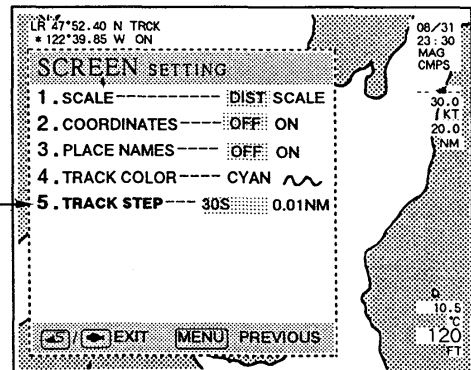 LR 47°52.40 N TRCK
* 122°39.85 W ON
08/31
23:30
MAG
CMPS
SCREEN SETTING
1. SCALE---------- DIST SCALE
2. COORDINATES----- OFF ON
3. PLACE NAMES---- OFF ON
4. TRACK COLOR---- CYAN
5. TRACK STEP--- 30S 0.01NM
30.0
KT
20.0
NM
D
10.5
°C
120
FT
EXIT MENU PREVIOUS